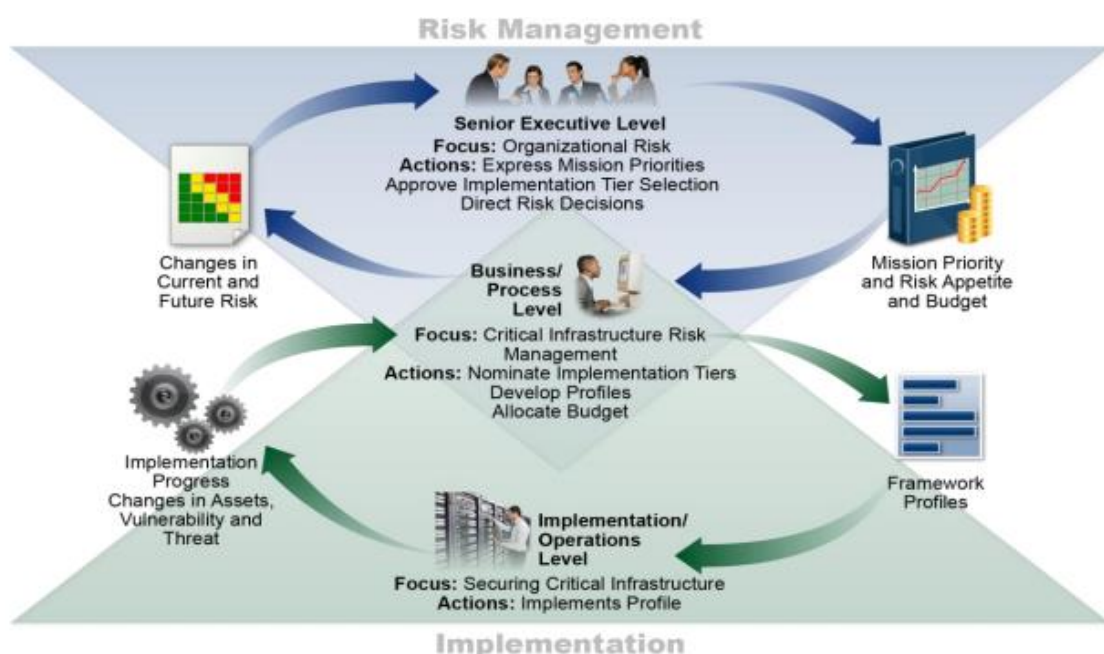 Risk Management
Senior Executive Level
Focus: Organizational Risk
Actions: Express Mission Priorities
Approve Implementation Tier Selection
Direct Risk Decisions
Changes in
Current and
Future Risk
Mission Priority
and Risk Appetite
and Budget
Business/
Process
Level
Focus: Critical Infrastructure Risk
Management
Actions: Nominate Implementation Tiers
Develop Profiles
Allocate Budget
Implementation
Progress
Changes in Assets,
Vulnerability and
Threat
Framework
Profiles
Implementation/
Operations
Level
Focus: Securing Critical Infrastructure
Actions: Implements Profile
Implementation